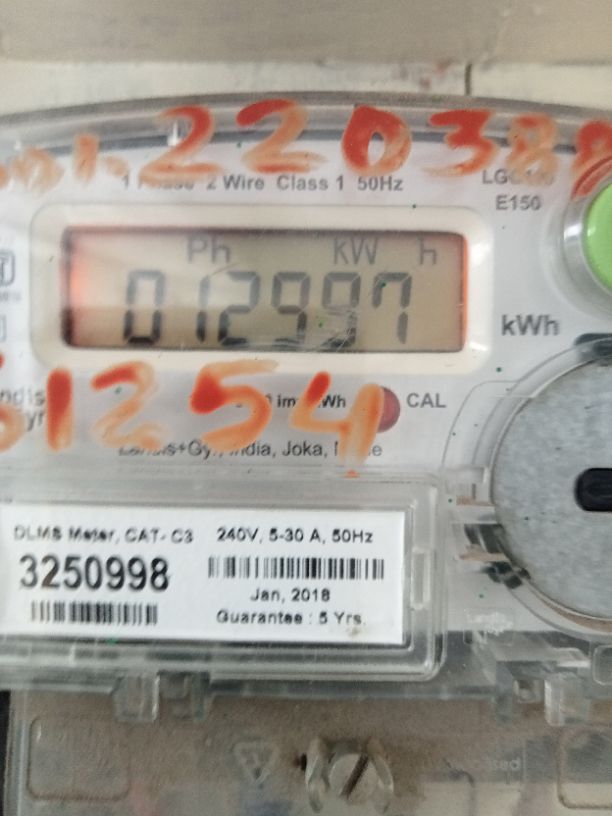 220388
1 Phase 2 Wire Class 1 50Hz
E150
Ph kW h
012997
kWh
61254
CAL
DLMS Meter, CAT- C3 240V, 5-30 A, 50Hz
3250998
Jan, 2018
Guarantee : 5 Yrs.